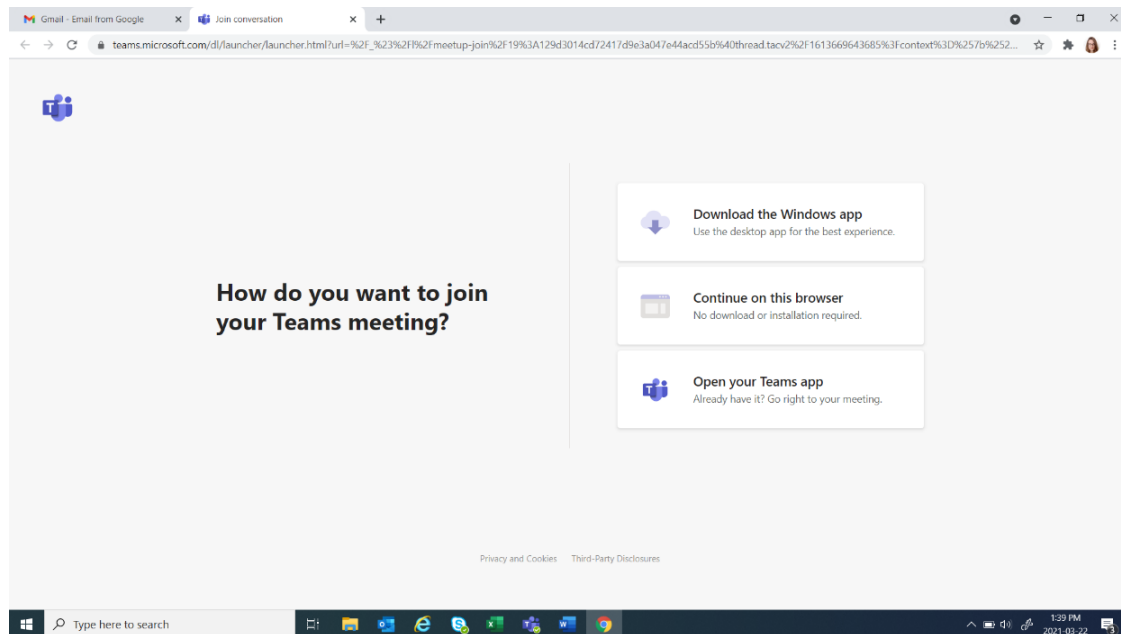 Gmail - Email from Google
Join conversation
teams.microsoft.com/dl/launcher/launcher.html?url=%2F_%23%2Fl%2Fmeetup-join%2F19%3A129d3014cd72417d9e3a047e44acd55b%40thread.tacv2%2F1613669643685%3Fcontext%3D%257b%252...
How do you want to join
your Teams meeting?
Download the Windows app
Use the desktop app for the best experience.
Continue on this browser
No download or installation required.
Open your Teams app
Already have it? Go right to your meeting.
Privacy and Cookies Third-Party Disclosures
Type here to search
1:39 PM
2021-03-22
3